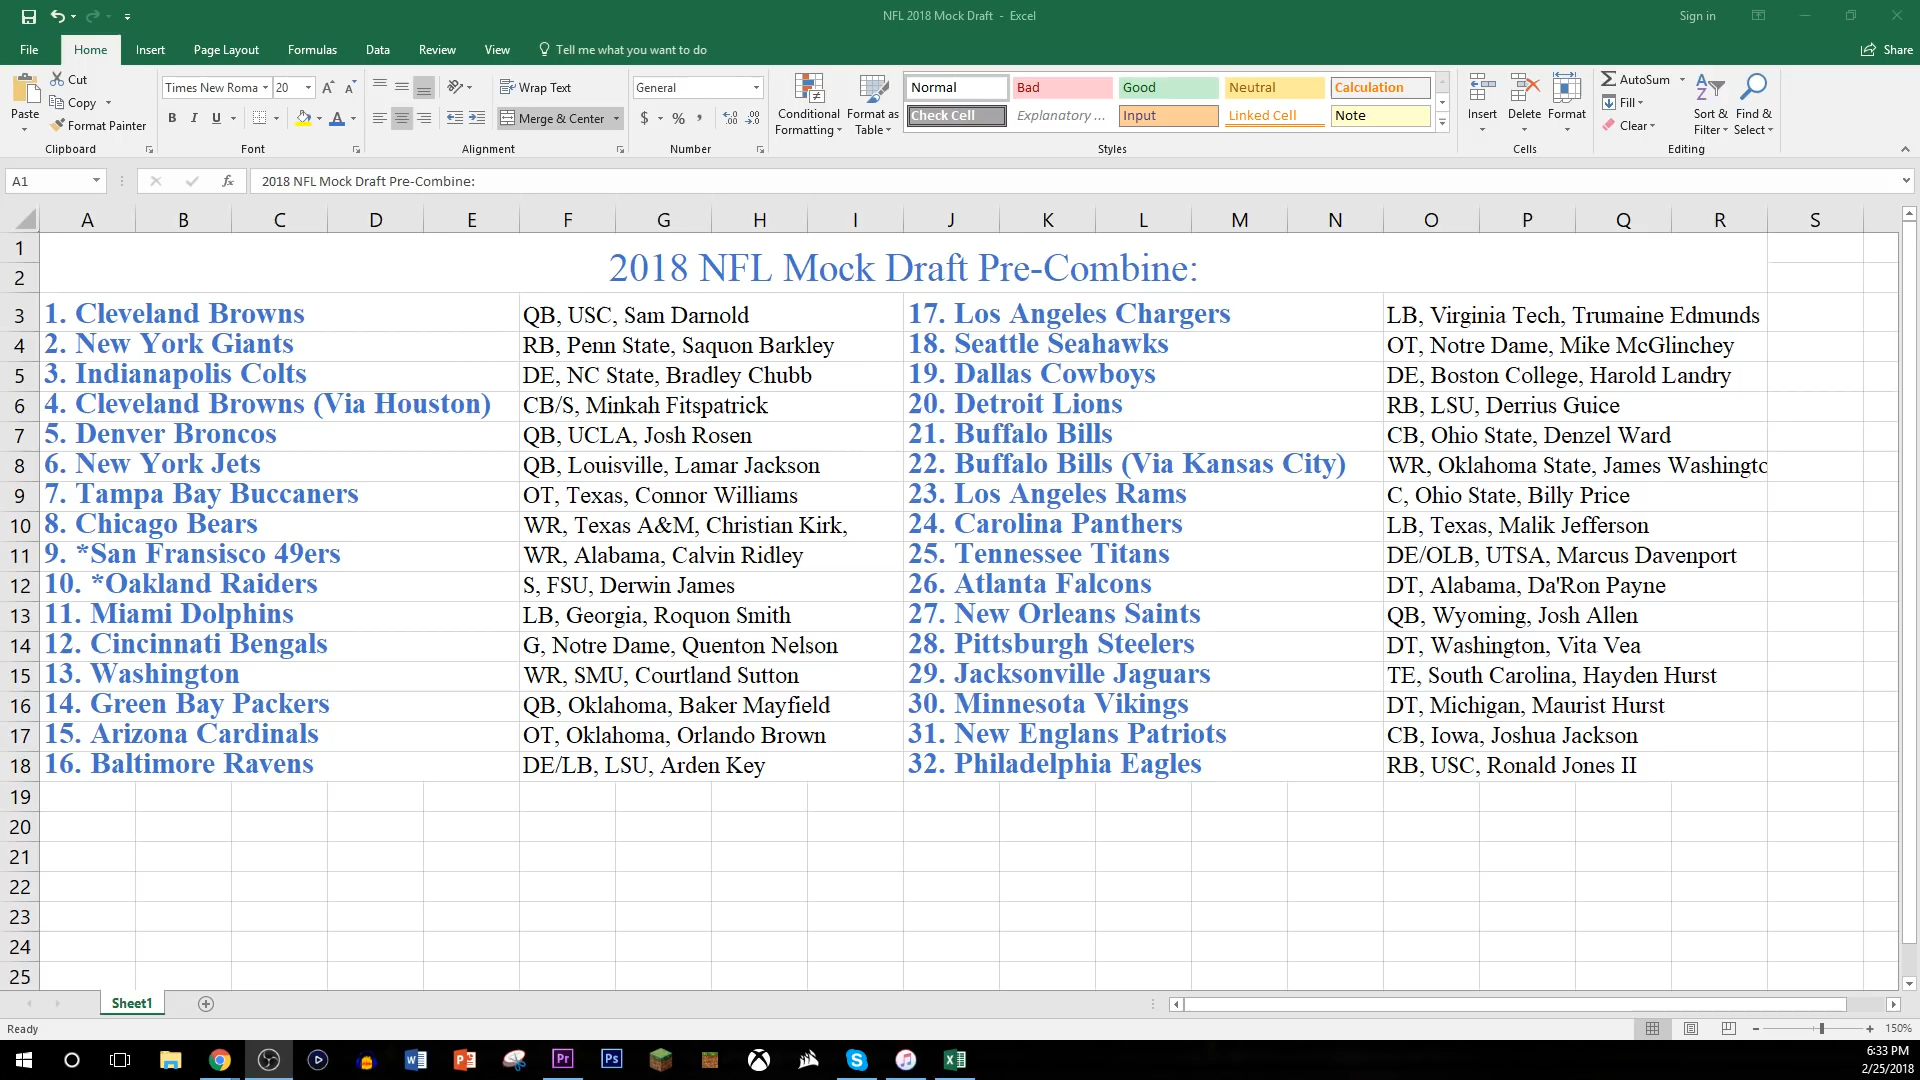 NFL 2018 Mock Draft - Excel
Sign in
File Home Insert Page Layout Formulas Data Review View Tell me what you want to do Share
Paste Cut Copy Format Painter Clipboard
Times New Roma 20 B I U Font
Wrap Text Merge & Center Alignment
General $ % , Number
Conditional Formatting Format as Table
Normal Bad Good Neutral Calculation
Check Cell Explanatory ... Input Linked Cell Note
Styles
Insert Delete Format Cells
AutoSum Fill Clear Sort & Filter Find & Select Editing
A1 fx 2018 NFL Mock Draft Pre-Combine:
A B C D E F G H I J K L M N O P Q R S
1
2 2018 NFL Mock Draft Pre-Combine:
3 1. Cleveland Browns QB, USC, Sam Darnold 17. Los Angeles Chargers LB, Virginia Tech, Trumaine Edmunds
4 2. New York Giants RB, Penn State, Saquon Barkley 18. Seattle Seahawks OT, Notre Dame, Mike McGlinchey
5 3. Indianapolis Colts DE, NC State, Bradley Chubb 19. Dallas Cowboys DE, Boston College, Harold Landry
6 4. Cleveland Browns (Via Houston) CB/S, Minkah Fitspatrick 20. Detroit Lions RB, LSU, Derrius Guice
7 5. Denver Broncos QB, UCLA, Josh Rosen 21. Buffalo Bills CB, Ohio State, Denzel Ward
8 6. New York Jets QB, Louisville, Lamar Jackson 22. Buffalo Bills (Via Kansas City) WR, Oklahoma State, James Washingto
9 7. Tampa Bay Buccaners OT, Texas, Connor Williams 23. Los Angeles Rams C, Ohio State, Billy Price
10 8. Chicago Bears WR, Texas A&M, Christian Kirk, 24. Carolina Panthers LB, Texas, Malik Jefferson
11 9. *San Fransisco 49ers WR, Alabama, Calvin Ridley 25. Tennessee Titans DE/OLB, UTSA, Marcus Davenport
12 10. *Oakland Raiders S, FSU, Derwin James 26. Atlanta Falcons DT, Alabama, Da'Ron Payne
13 11. Miami Dolphins LB, Georgia, Roquon Smith 27. New Orleans Saints QB, Wyoming, Josh Allen
14 12. Cincinnati Bengals G, Notre Dame, Quenton Nelson 28. Pittsburgh Steelers DT, Washington, Vita Vea
15 13. Washington WR, SMU, Courtland Sutton 29. Jacksonville Jaguars TE, South Carolina, Hayden Hurst
16 14. Green Bay Packers QB, Oklahoma, Baker Mayfield 30. Minnesota Vikings DT, Michigan, Maurist Hurst
17 15. Arizona Cardinals OT, Oklahoma, Orlando Brown 31. New Englans Patriots CB, Iowa, Joshua Jackson
18 16. Baltimore Ravens DE/LB, LSU, Arden Key 32. Philadelphia Eagles RB, USC, Ronald Jones II
19
20
21
22
23
24
25
Sheet1
Ready 150%
6:33 PM
2/25/2018